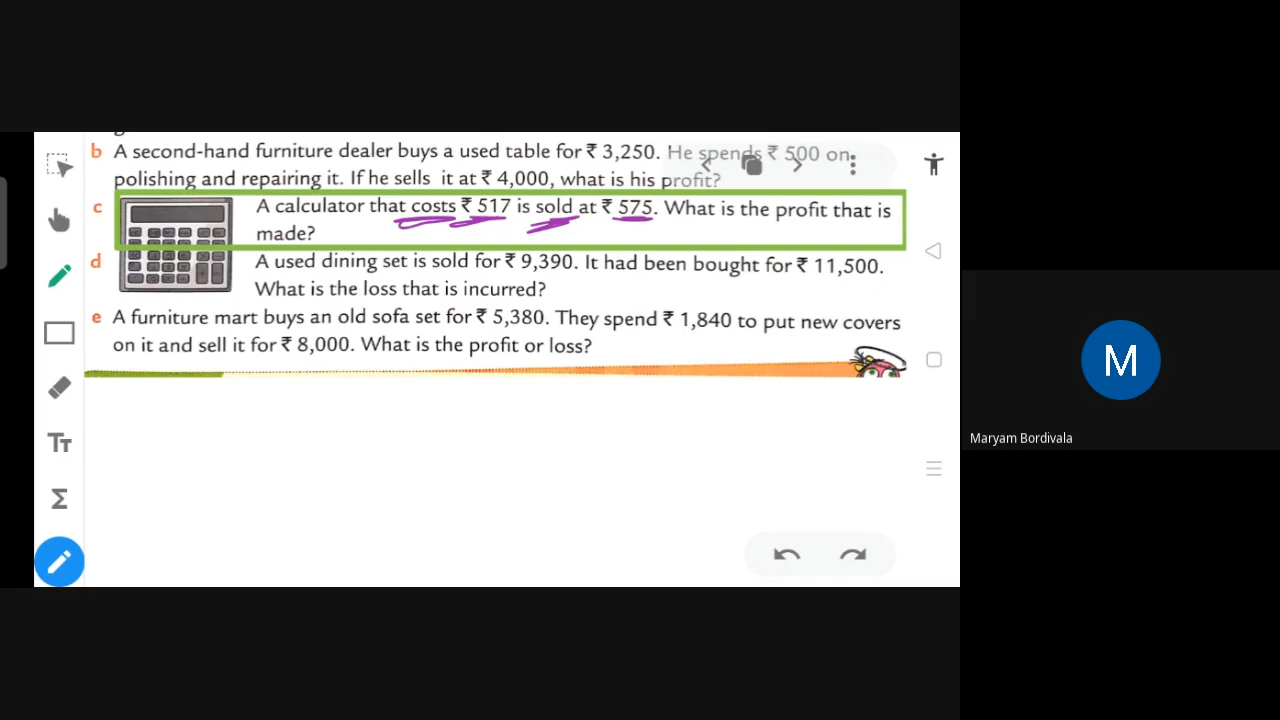 b A second-hand furniture dealer buys a used table for ₹ 3,250. He spends ₹ 500 on
polishing and repairing it. If he sells it at ₹ 4,000, what is his profit?
c A calculator that costs ₹ 517 is sold at ₹ 575. What is the profit that is
made?
d A used dining set is sold for ₹ 9,390. It had been bought for ₹ 11,500.
What is the loss that is incurred?
e A furniture mart buys an old sofa set for ₹ 5,380. They spend ₹ 1,840 to put new covers
on it and sell it for ₹ 8,000. What is the profit or loss?
TT
Σ
M
Maryam Bordivala